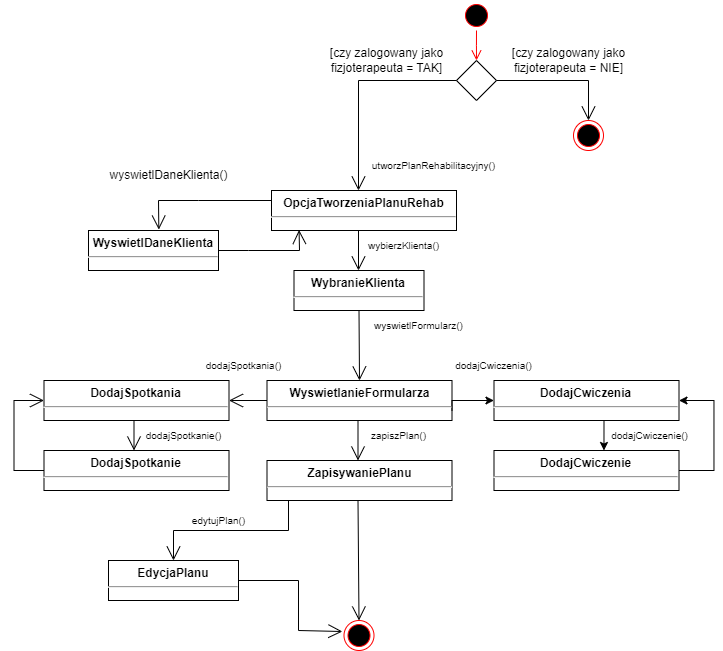 [czy zalogowany jako
fizjoterapeuta = TAK]
[czy zalogowany jako
fizjoterapeuta = NIE]
utworzPlanRehabilitacyjny()
wyswietlDaneKlienta()
OpcjaTworzeniaPlanuRehab
WyswietlDaneKlienta
wybierzKlienta()
WybranieKlienta
wyswietlFormularz()
dodajSpotkania()
dodajCwiczenia()
DodajSpotkania
WyswietlanieFormularza
DodajCwiczenia
dodajSpotkanie()
zapiszPlan()
dodajCwiczenie()
DodajSpotkanie
ZapisywaniePlanu
DodajCwiczenie
edytujPlan()
EdycjaPlanu